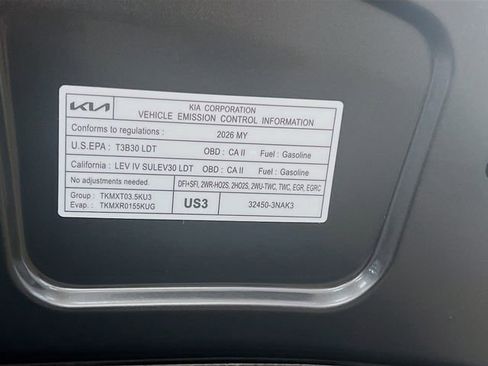 KIA
KIA CORPORATION
VEHICLE EMISSION CONTROL INFORMATION
Conforms to regulations : 2026 MY
U.S.EPA : T3B30 LDT OBD : CA II Fuel : Gasoline
California : LEV IV SULEV30 LDT OBD : CA II Fuel : Gasoline
No adjustments needed. DFI+SFI, 2WR-HO2S, 2HO2S, 2WU-TWC, TWC, EGR, EGRC
Group : TKMXT03.5KU3
Evap. : TKMXR0155KUG
US3
32450-3NAK3